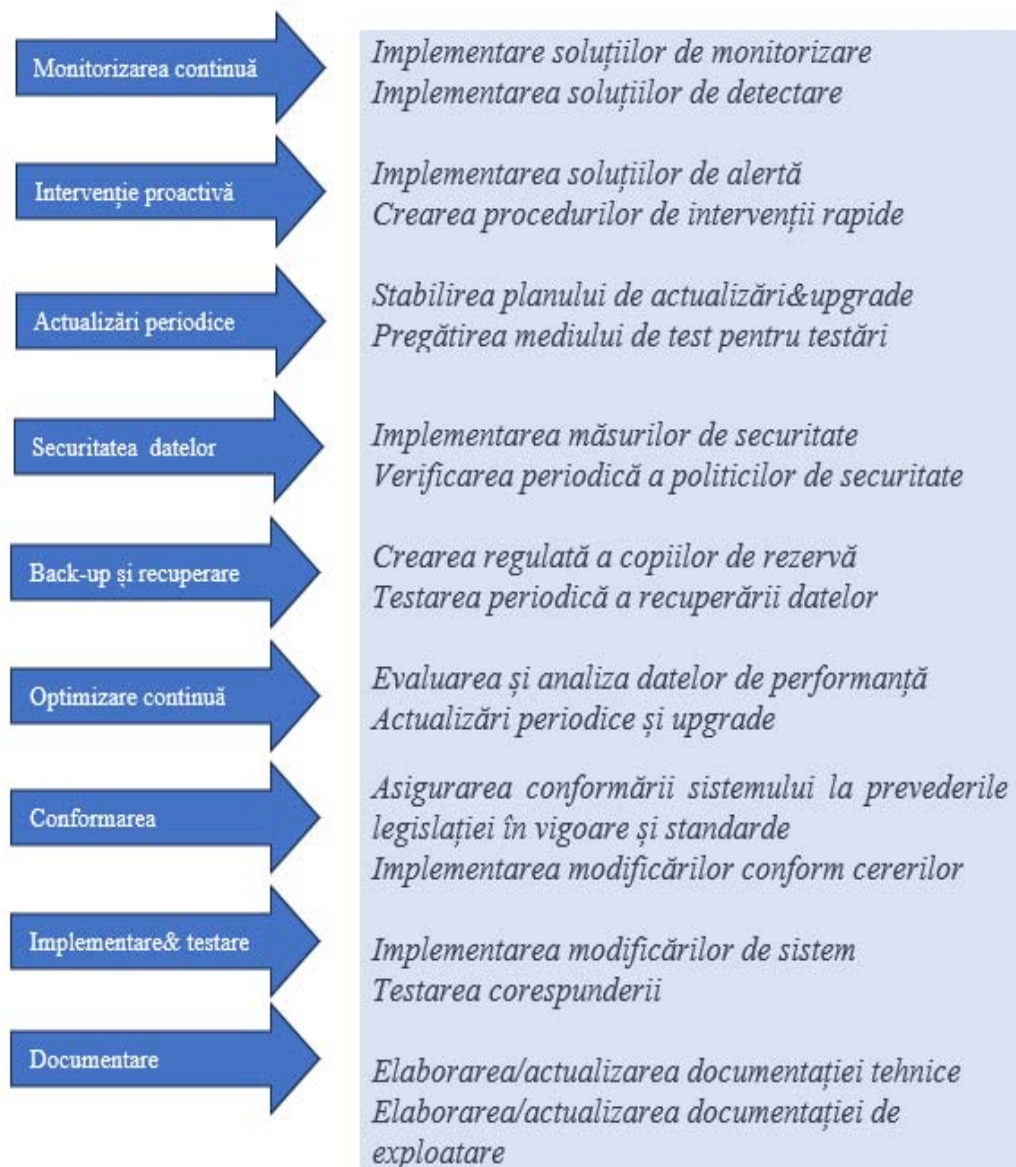 Monitorizarea continuă
Implementare soluțiilor de monitorizare
Implementarea soluțiilor de detectare
Intervenție proactivă
Implementarea soluțiilor de alertă
Crearea procedurilor de intervenții rapide
Actualizări periodice
Stabilirea planului de actualizări&upgrade
Pregătirea mediului de test pentru testări
Securitatea datelor
Implementarea măsurilor de securitate
Verificarea periodică a politicilor de securitate
Back-up și recuperare
Crearea regulată a copiilor de rezervă
Testarea periodică a recuperării datelor
Optimizare continuă
Evaluarea și analiza datelor de performanță
Actualizări periodice și upgrade
Conformarea
Asigurarea conformării sistemului la prevederile
legislației în vigoare și standarde
Implementarea modificărilor conform cererilor
Implementare& testare
Implementarea modificărilor de sistem
Testarea corespunderii
Documentare
Elaborarea/actualizarea documentației tehnice
Elaborarea/actualizarea documentației de
exploatare